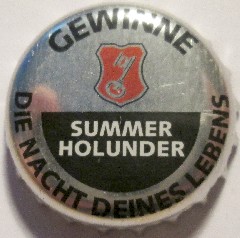 GEWINNE
SUMMER
HOLUNDER
DIE NACHT DEINES LEBENS